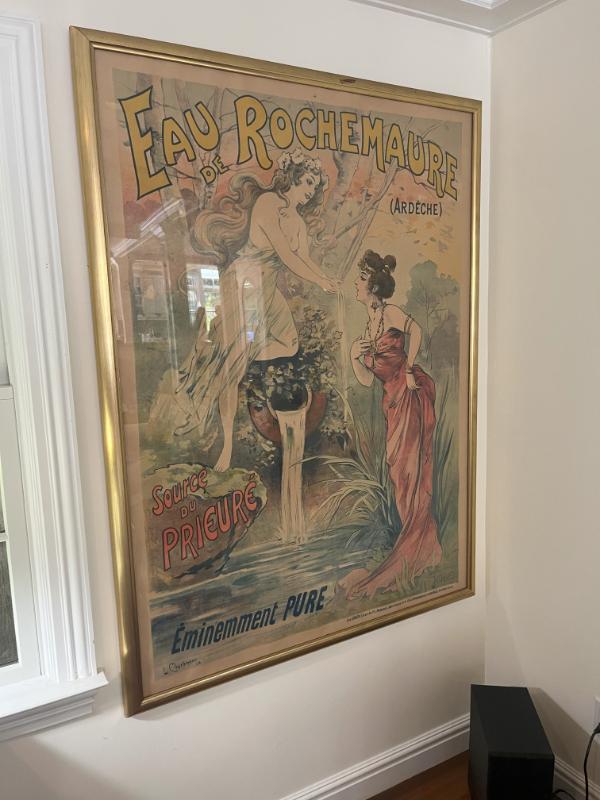 EAU DE ROCHEMAURE
(ARDÈCHE)
Source
DU
PRIEURÉ
Éminemment PURE